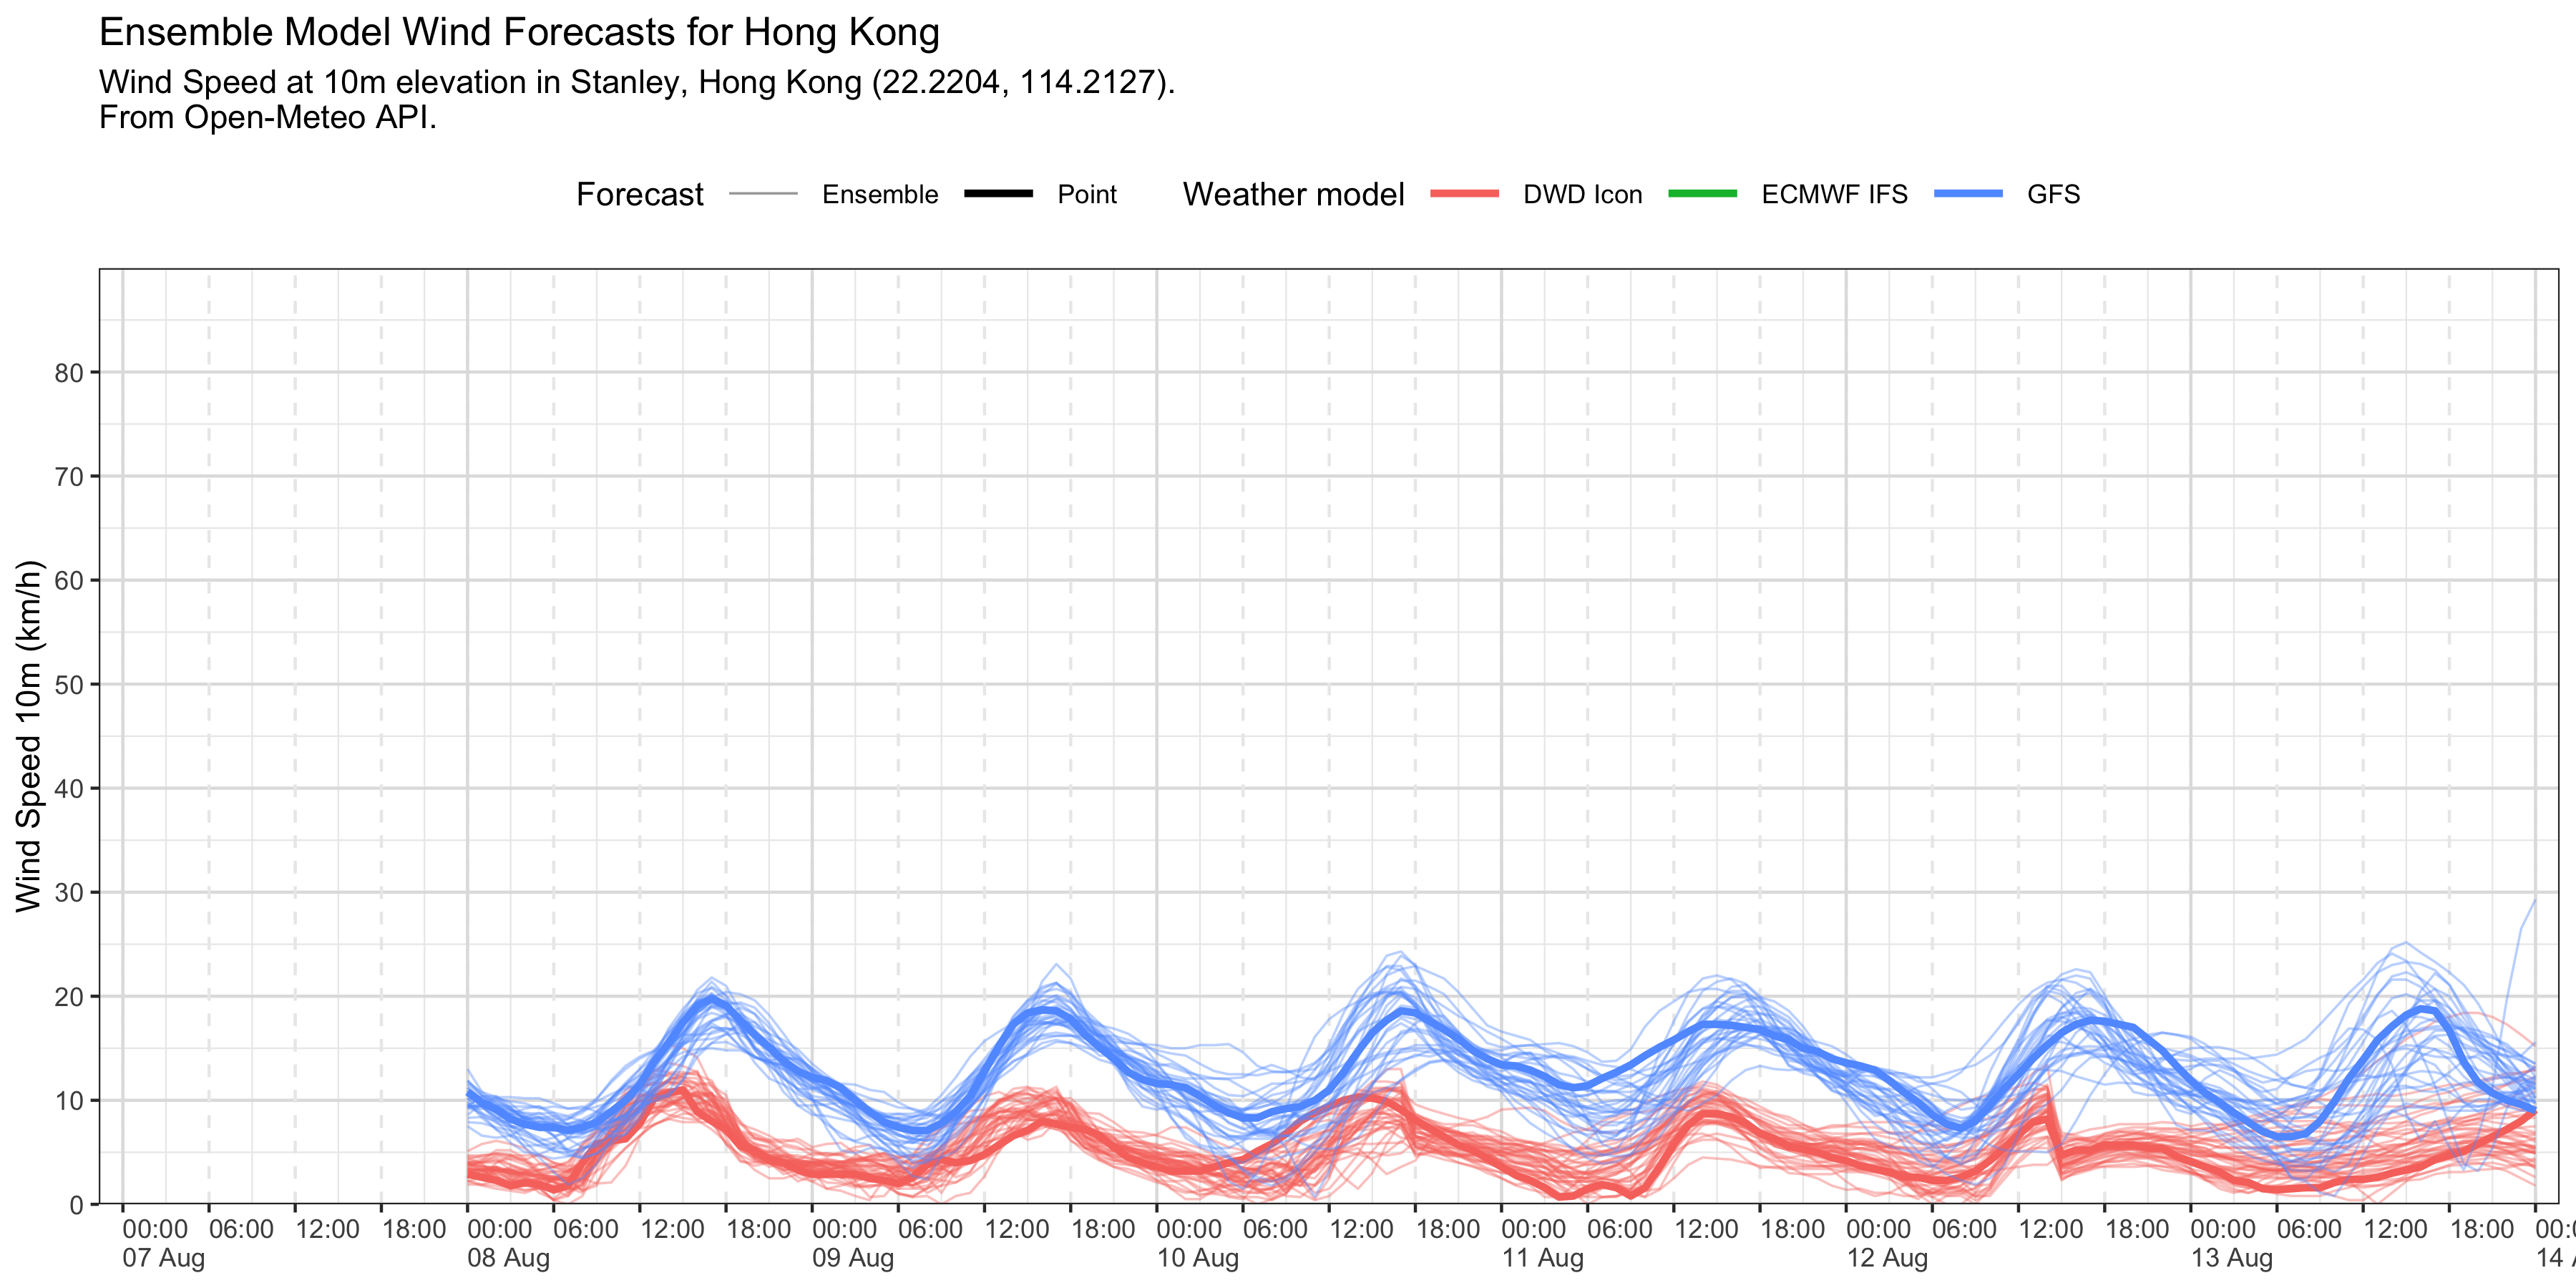 Ensemble Model Wind Forecasts for Hong Kong
Wind Speed at 10m elevation in Stanley, Hong Kong (22.2204, 114.2127).
From Open-Meteo API.
Forecast Ensemble Point Weather model DWD Icon ECMWF IFS GFS
Wind Speed 10m (km/h)
80
70
60
50
40
30
20
10
0
00:00 06:00 12:00 18:00 00:00 06:00 12:00 18:00 00:00 06:00 12:00 18:00 00:00 06:00 12:00 18:00 00:00 06:00 12:00 18:00 00:00 06:00 12:00 18:00 00:00 06:00 12:00 18:00
07 Aug 08 Aug 09 Aug 10 Aug 11 Aug 12 Aug 13 Aug 14